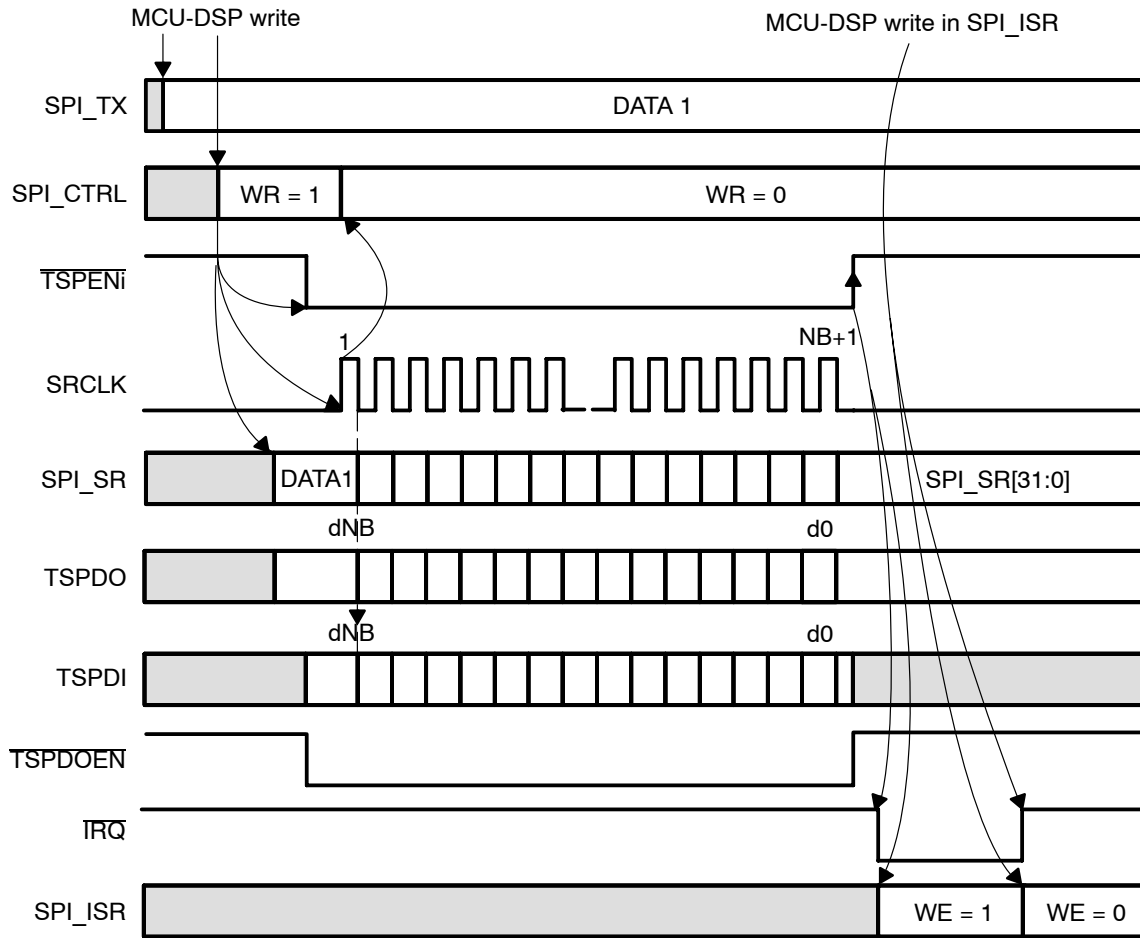 MCU-DSP write
MCU-DSP write in SPI_ISR
SPI_TX
DATA 1
SPI_CTRL
WR = 1
WR = 0
TSPENi
1
NB+1
SRCLK
SPI_SR
DATA1
SPI_SR[31:0]
dNB
d0
TSPDO
dNB
d0
TSPDI
TSPDOEN
IRQ
SPI_ISR
WE = 1
WE = 0